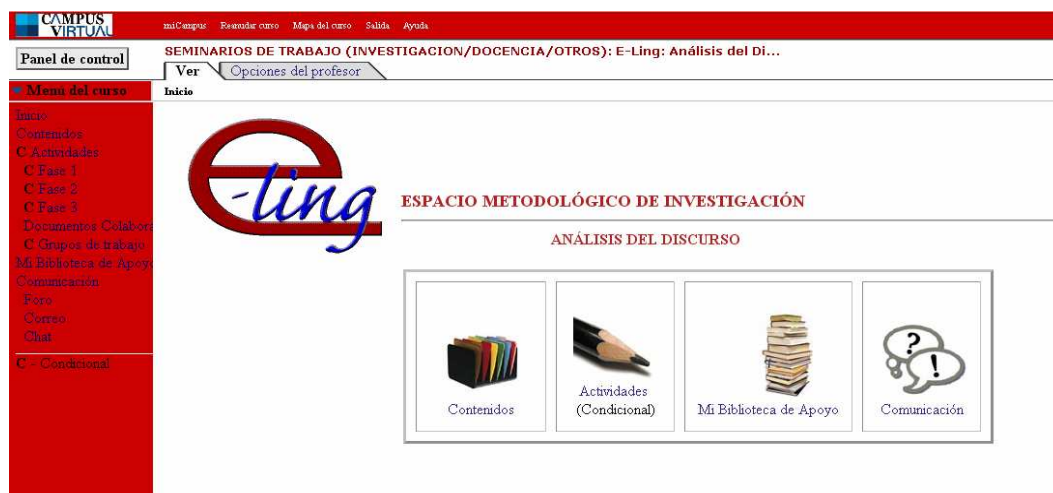 CAMPUS
VIRTUAL
miCampus Reanudar curso Mapa del curso Salida Ayuda
Panel de control
SEMINARIOS DE TRABAJO (INVESTIGACION/DOCENCIA/OTROS): E-Ling: Análisis del Di...
Ver Opciones del profesor
Menú del curso
Inicio
Inicio
Contenidos
C Actividades
C Fase 1
C Fase 2
C Fase 3
Documentos Colabora
C Grupos de trabajo
Mi Biblioteca de Apoyo
Comunicación
Foro
Correo
Chat
C - Condicional
e-ling
ESPACIO METODOLÓGICO DE INVESTIGACIÓN
ANÁLISIS DEL DISCURSO
Contenidos
Actividades
(Condicional)
Mi Biblioteca de Apoyo
? !
Comunicación